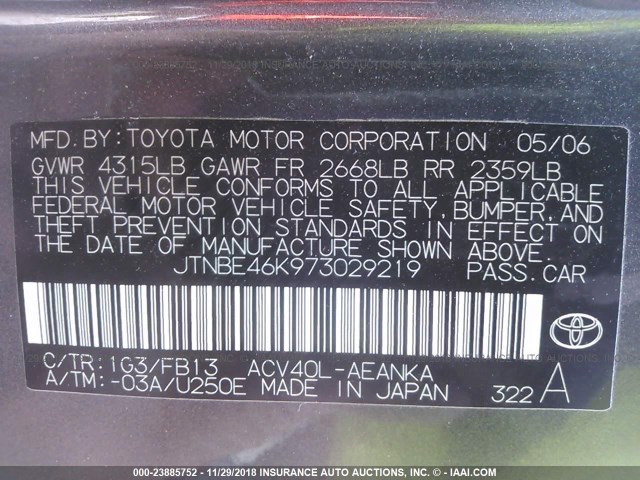 MFD.BY:TOYOTA MOTOR CORPORATION 05/06
GVWR 4315LB GAWR FR 2668LB RR 2359LB
THIS VEHICLE CONFORMS TO ALL APPLICABLE
FEDERAL MOTOR VEHICLE SAFETY, BUMPER, AND
THEFT PREVENTION STANDARDS IN EFFECT ON
THE DATE OF MANUFACTURE SHOWN ABOVE.
JTNBE46K973029219 PASS.CAR
C/TR:1G3/FB13 ACV40L-AEANKA
A/TM:-03A/U250E MADE IN JAPAN 322A
000-23885752 - 11/29/2018 INSURANCE AUTO AUCTIONS, INC. - © IAAI.COM